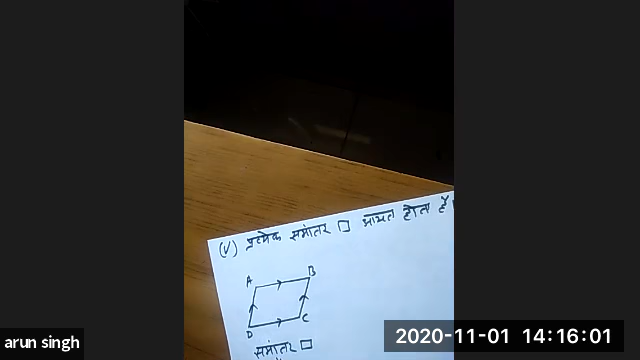 (V) प्रत्येक समांतर □ आयत होता है।
A B
D C
समांतर □
arun singh
2020-11-01 14:16:01